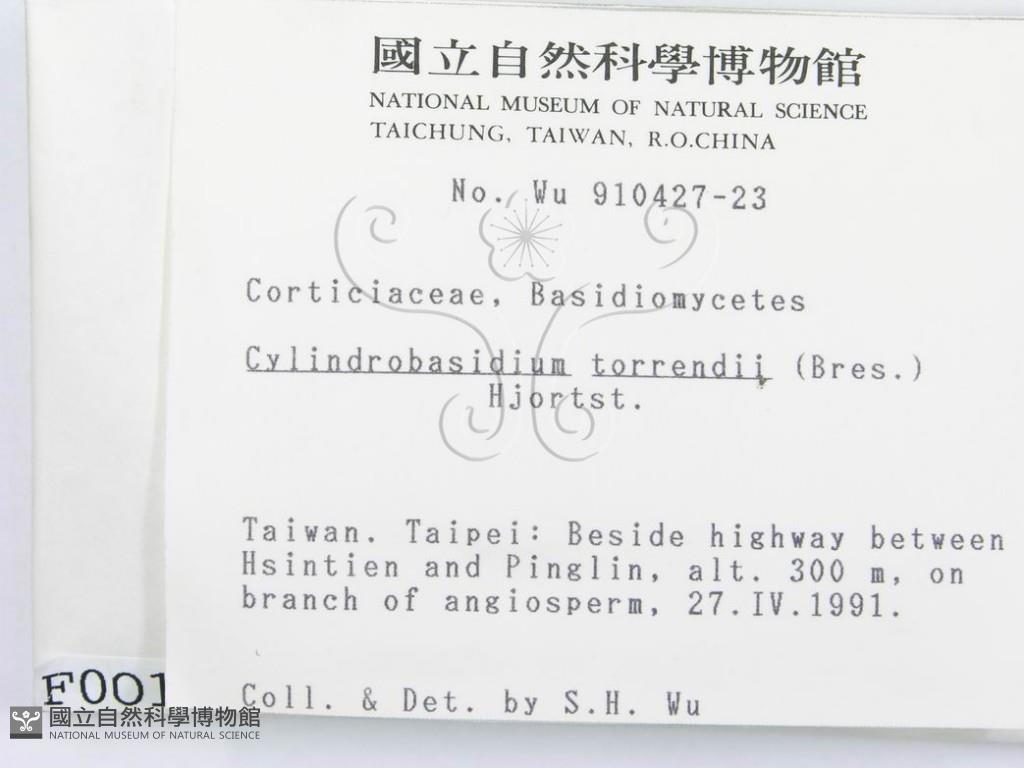 國立自然科學博物館
NATIONAL MUSEUM OF NATURAL SCIENCE
TAICHUNG, TAIWAN, R.O.CHINA
No. Wu 910427-23
Corticiaceae, Basidiomycetes
Cylindrobasidium torrendii (Bres.)
Hjortst.
Taiwan. Taipei: Beside highway between
Hsintien and Pinglin, alt. 300 m, on
branch of angiosperm, 27.IV.1991.
Coll. & Det. by S.H. Wu
F001
國立自然科學博物館
NATIONAL MUSEUM OF NATURAL SCIENCE